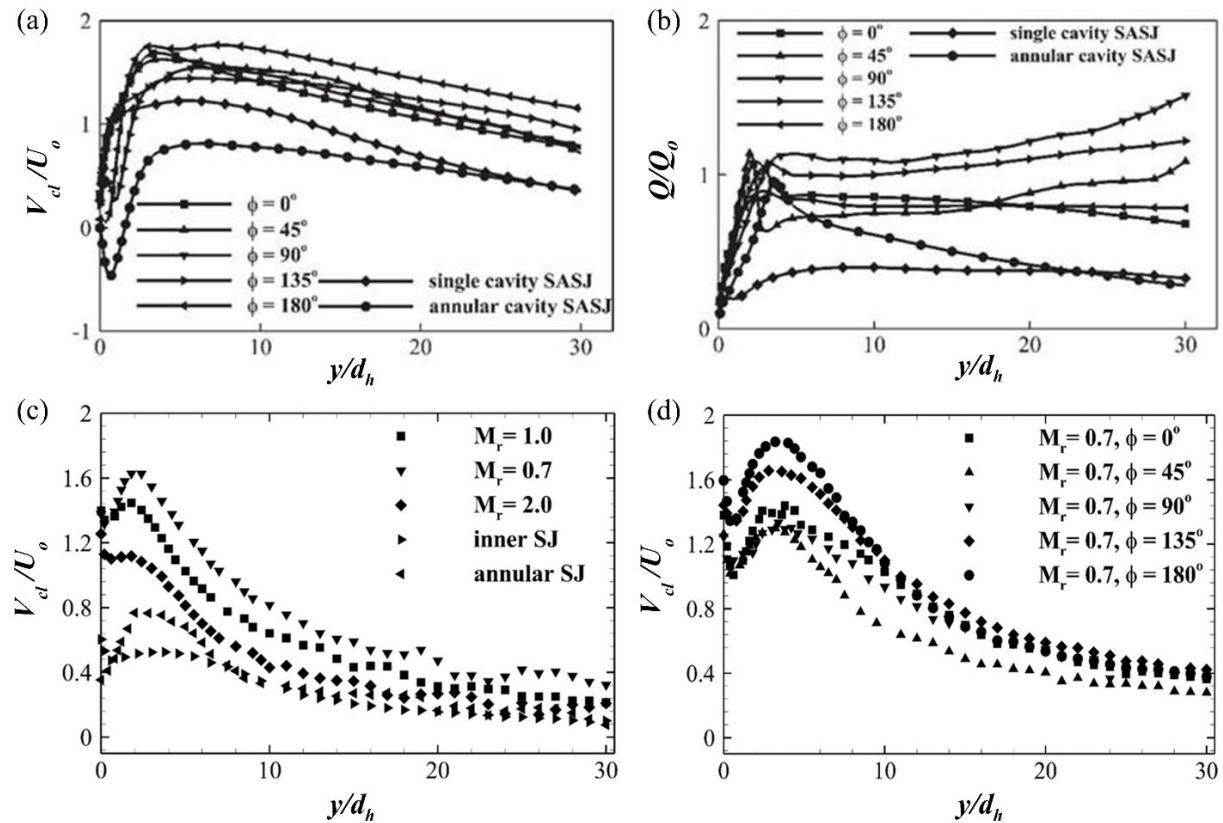 (a)
2
1
0
-1
V_cl/U_o
ϕ = 0°
ϕ = 45°
ϕ = 90°
ϕ = 135°
ϕ = 180°
single cavity SASJ
annular cavity SASJ
0 10 20 30
y/d_h
(b)
2
1
0
Q/Q_o
ϕ = 0°
ϕ = 45°
ϕ = 90°
ϕ = 135°
ϕ = 180°
single cavity SASJ
annular cavity SASJ
0 10 20 30
y/d_h
(c)
2
1.6
1.2
0.8
0.4
0
V_cl/U_o
M_r= 1.0
M_r= 0.7
M_r= 2.0
inner SJ
annular SJ
0 10 20 30
y/d_h
(d)
2
1.6
1.2
0.8
0.4
0
V_cl/U_o
M_r= 0.7, ϕ = 0°
M_r= 0.7, ϕ = 45°
M_r= 0.7, ϕ = 90°
M_r= 0.7, ϕ = 135°
M_r= 0.7, ϕ = 180°
0 10 20 30
y/d_h